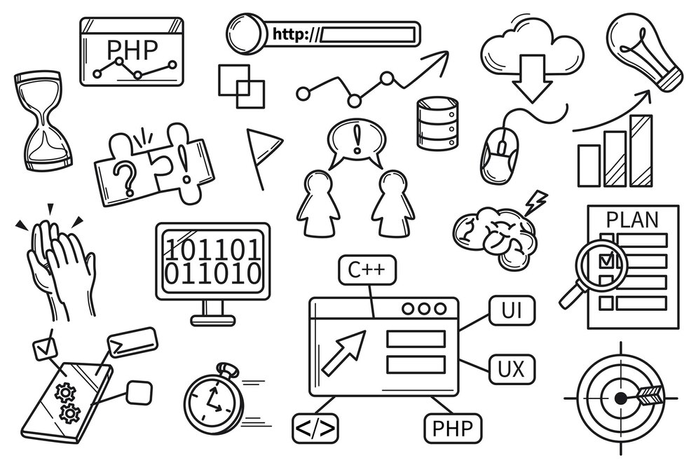 PHP
http://
?
!
!
101101
011010
PLAN
C++
UI
UX
</>
PHP